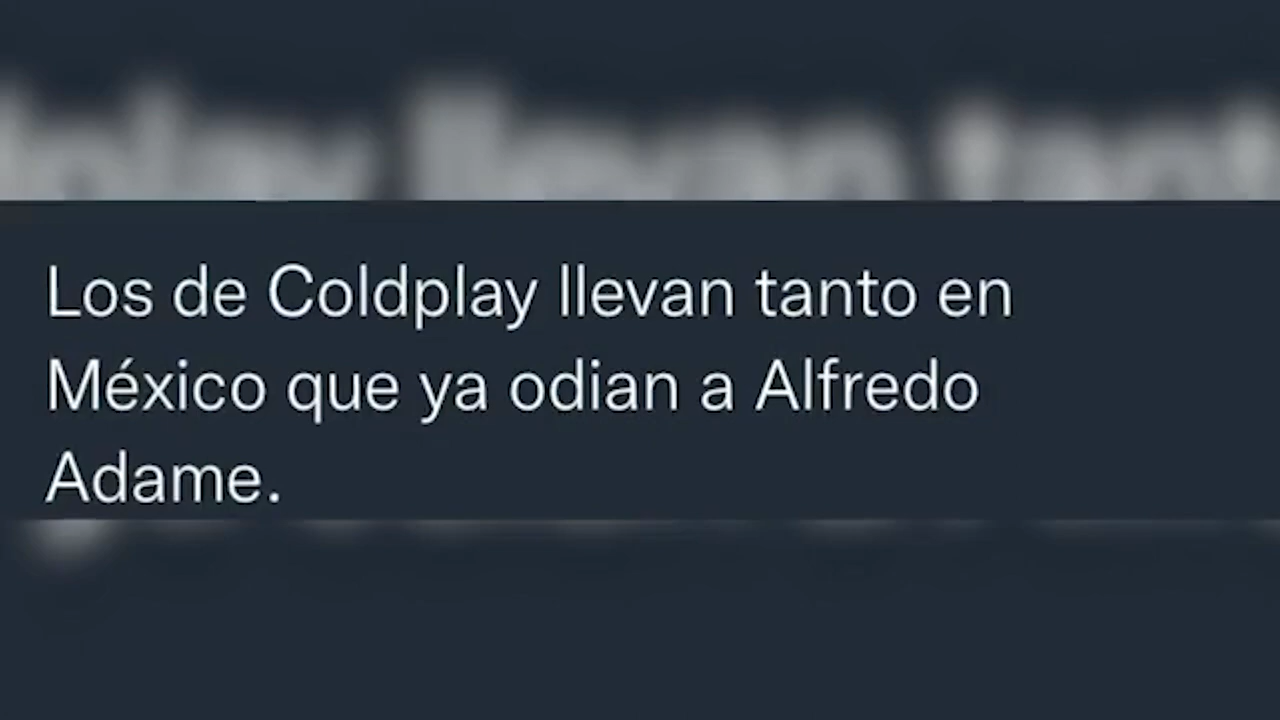 Los de Coldplay llevan tanto en
México que ya odian a Alfredo
Adame.